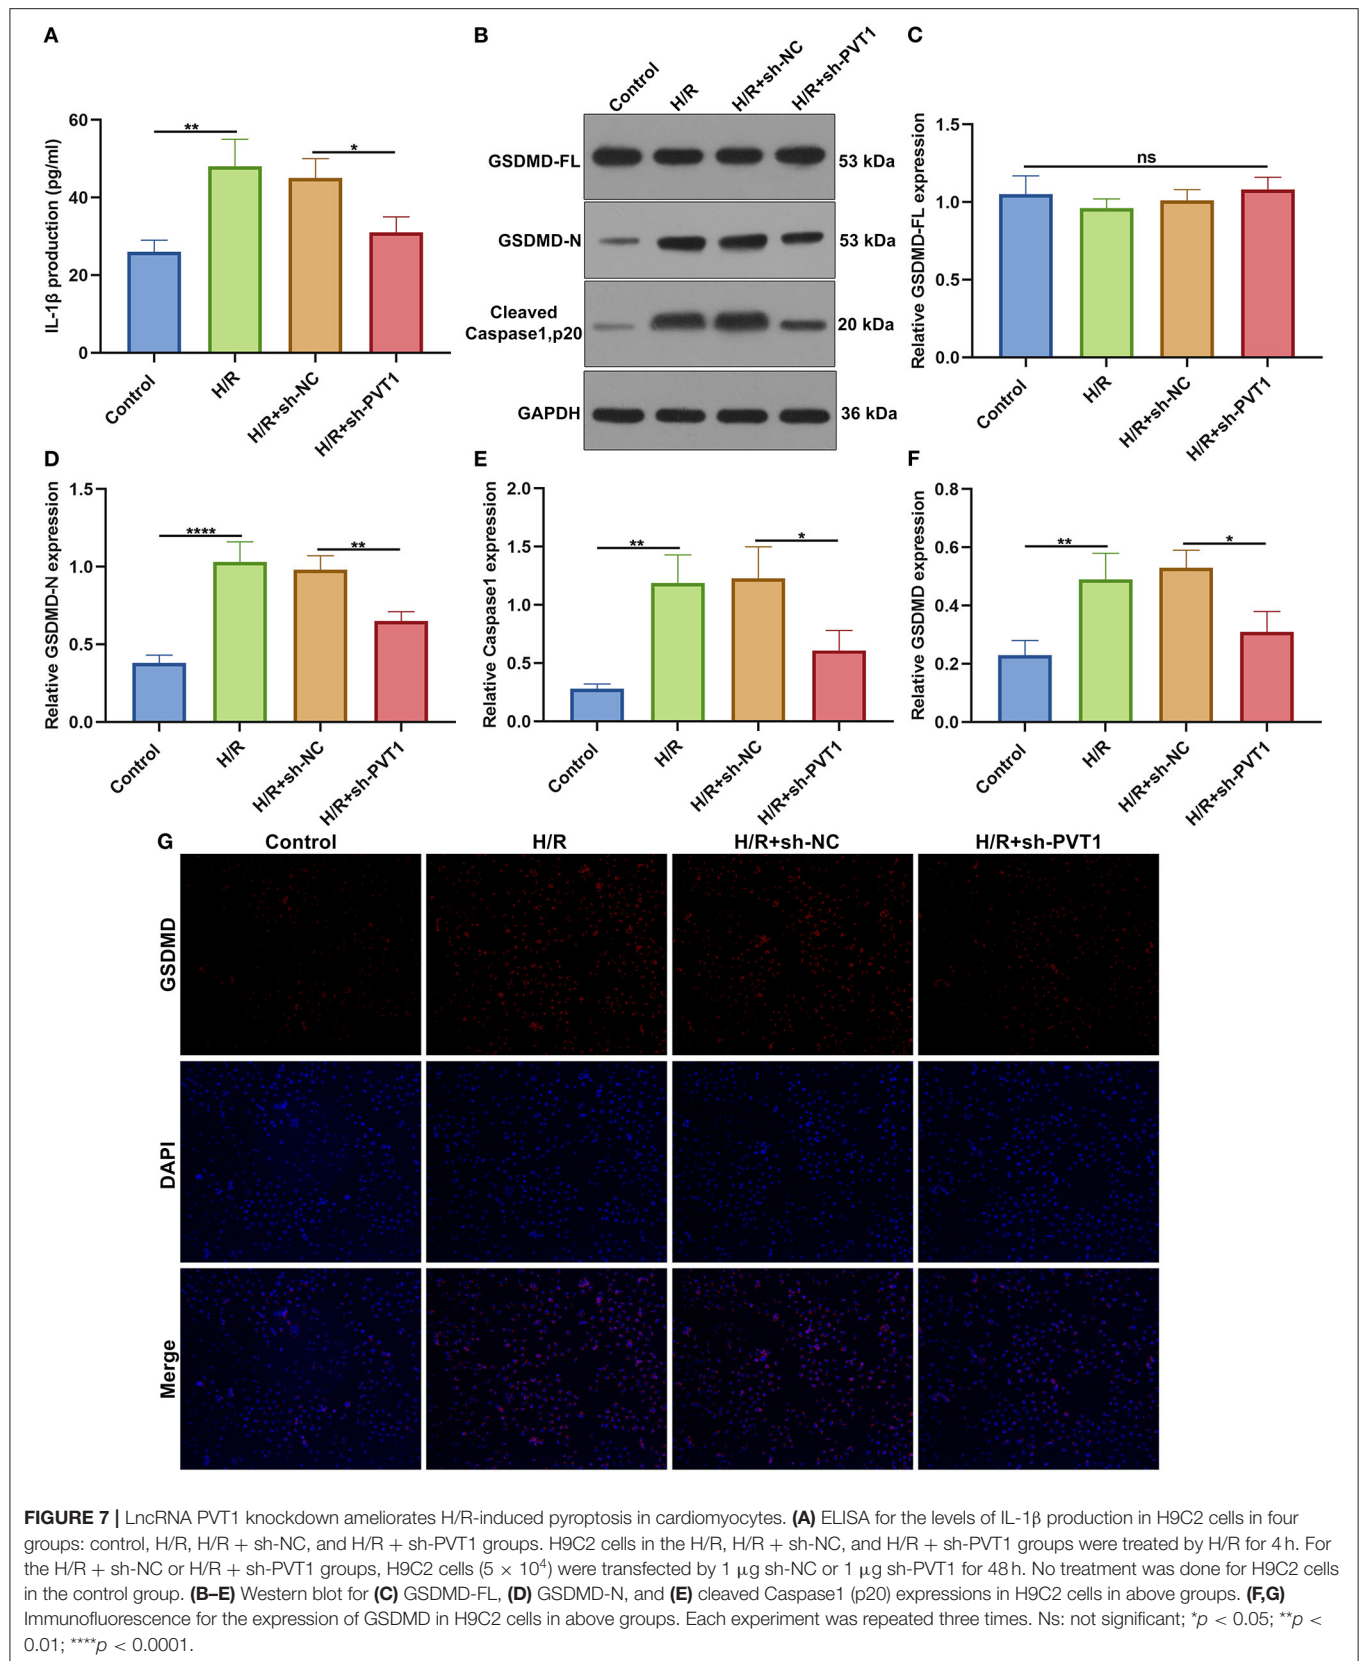 A
IL-1β production (pg/ml)
60
40
20
0
**
*
Control
H/R
H/R+sh-NC
H/R+sh-PVT1
B
Control
H/R
H/R+sh-NC
H/R+sh-PVT1
GSDMD-FL
53 kDa
GSDMD-N
53 kDa
Cleaved
Caspase1,p20
20 kDa
GAPDH
36 kDa
C
Relative GSDMD-FL expression
1.5
1.0
0.5
0.0
ns
Control
H/R
H/R+sh-NC
H/R+sh-PVT1
D
Relative GSDMD-N expression
1.5
1.0
0.5
0.0
****
**
Control
H/R
H/R+sh-NC
H/R+sh-PVT1
E
Relative Caspase1 expression
2.0
1.5
1.0
0.5
0.0
**
*
Control
H/R
H/R+sh-NC
H/R+sh-PVT1
F
Relative GSDMD expression
0.8
0.6
0.4
0.2
0.0
**
*
Control
H/R
H/R+sh-NC
H/R+sh-PVT1
G
Control
H/R
H/R+sh-NC
H/R+sh-PVT1
GSDMD
DAPI
Merge
FIGURE 7 | LncRNA PVT1 knockdown ameliorates H/R-induced pyroptosis in cardiomyocytes. (A) ELISA for the levels of IL-1β production in H9C2 cells in four
groups: control, H/R, H/R + sh-NC, and H/R + sh-PVT1 groups. H9C2 cells in the H/R, H/R + sh-NC, and H/R + sh-PVT1 groups were treated by H/R for 4 h. For
the H/R + sh-NC or H/R + sh-PVT1 groups, H9C2 cells (5 × 10⁴) were transfected by 1 μg sh-NC or 1 μg sh-PVT1 for 48 h. No treatment was done for H9C2 cells
in the control group. (B–E) Western blot for (C) GSDMD-FL, (D) GSDMD-N, and (E) cleaved Caspase1 (p20) expressions in H9C2 cells in above groups. (F,G)
Immunofluorescence for the expression of GSDMD in H9C2 cells in above groups. Each experiment was repeated three times. Ns: not significant; *p < 0.05; **p <
0.01; ****p < 0.0001.